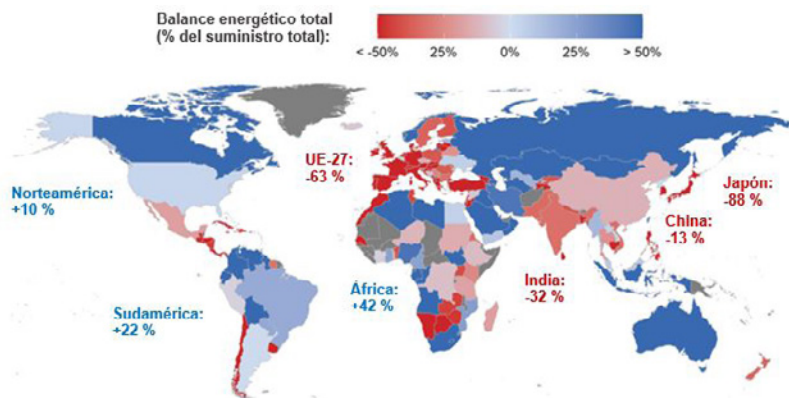 Balance energético total
(% del suministro total):
< -50%
25%
0%
25%
> 50%
UE-27:
-63 %
Norteamérica:
+10 %
Japón:
-88 %
China:
-13 %
India:
-32 %
África:
+42 %
Sudamérica:
+22 %